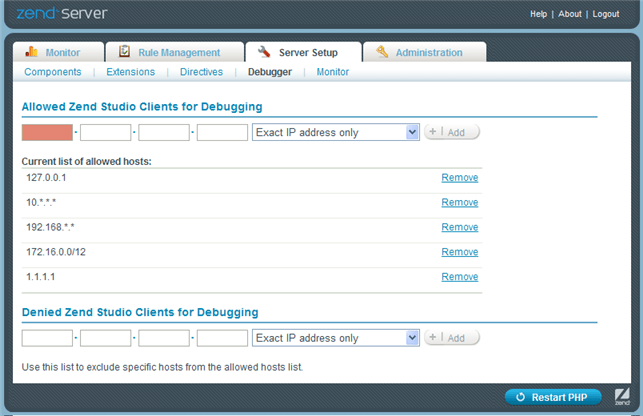 zend server
Help | About | Logout
Monitor Rule Management Server Setup Administration
Components | Extensions | Directives | Debugger | Monitor
Allowed Zend Studio Clients for Debugging
Exact IP address only + | Add
Current list of allowed hosts:
127.0.0.1 Remove
10.*.*.* Remove
192.168.*.* Remove
172.16.0.0/12 Remove
1.1.1.1 Remove
Denied Zend Studio Clients for Debugging
Exact IP address only + | Add
Use this list to exclude specific hosts from the allowed hosts list.
Restart PHP
zend